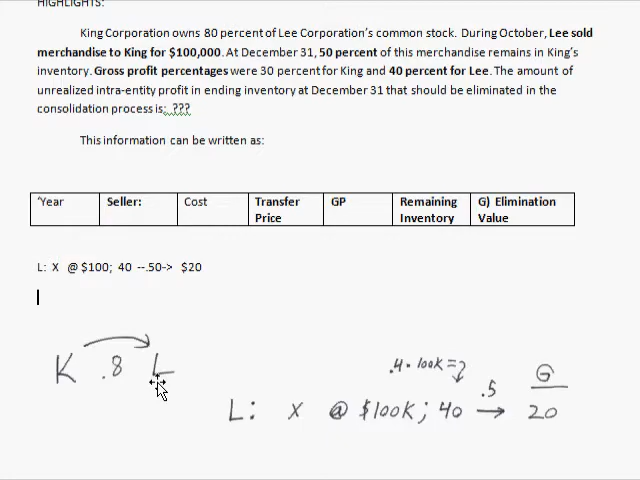 HIGHLIGHTS:
King Corporation owns 80 percent of Lee Corporation's common stock. During October, Lee sold
merchandise to King for $100,000. At December 31, 50 percent of this merchandise remains in King's
inventory. Gross profit percentages were 30 percent for King and 40 percent for Lee. The amount of
unrealized intra-entity profit in ending inventory at December 31 that should be eliminated in the
consolidation process is: ???
This information can be written as:
Year Seller: Cost Transfer Price GP Remaining Inventory G) Elimination Value
L: X @ $100; 40 --.50-> $20
K .8 L
.4 · 100K =
G
L: X @ $100K; 40 .5 → 20